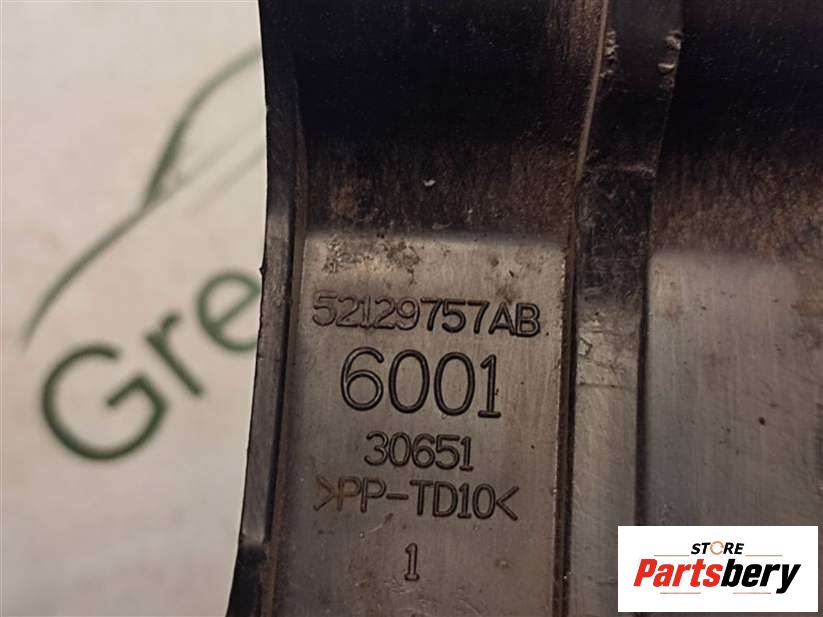 Gre
52129757AB
6001
30651
>PP-TD10<
1
STORE
Partsbery